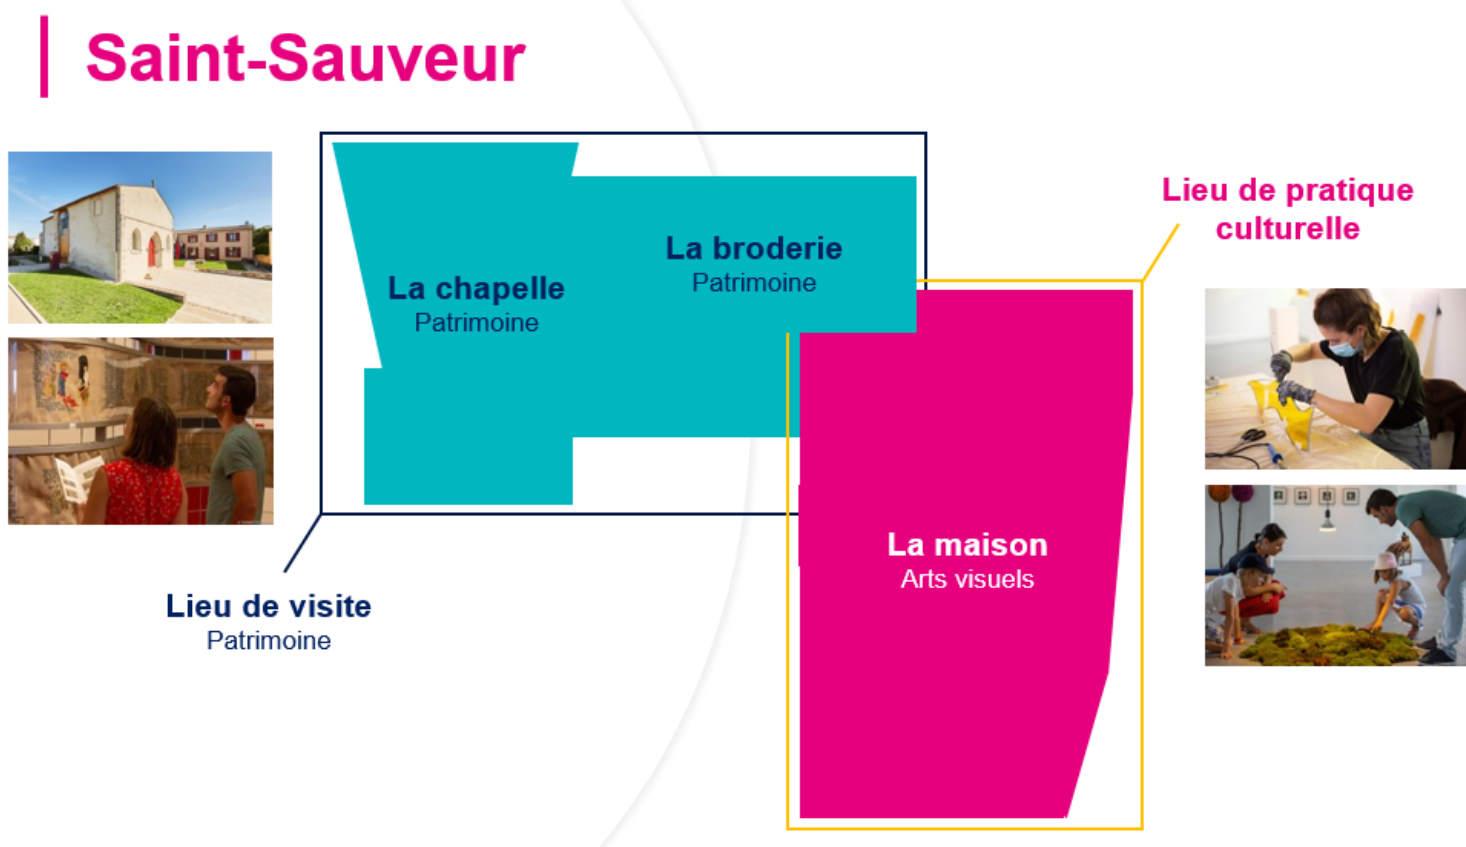 Saint-Sauveur
Lieu de pratique
culturelle
La broderie
Patrimoine
La chapelle
Patrimoine
La maison
Arts visuels
Lieu de visite
Patrimoine